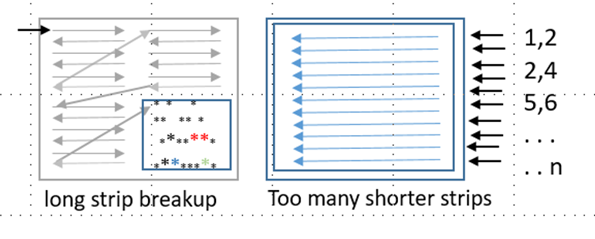 1,2
2,4
5,6
. . .
. . n
long strip breakup
Too many shorter strips